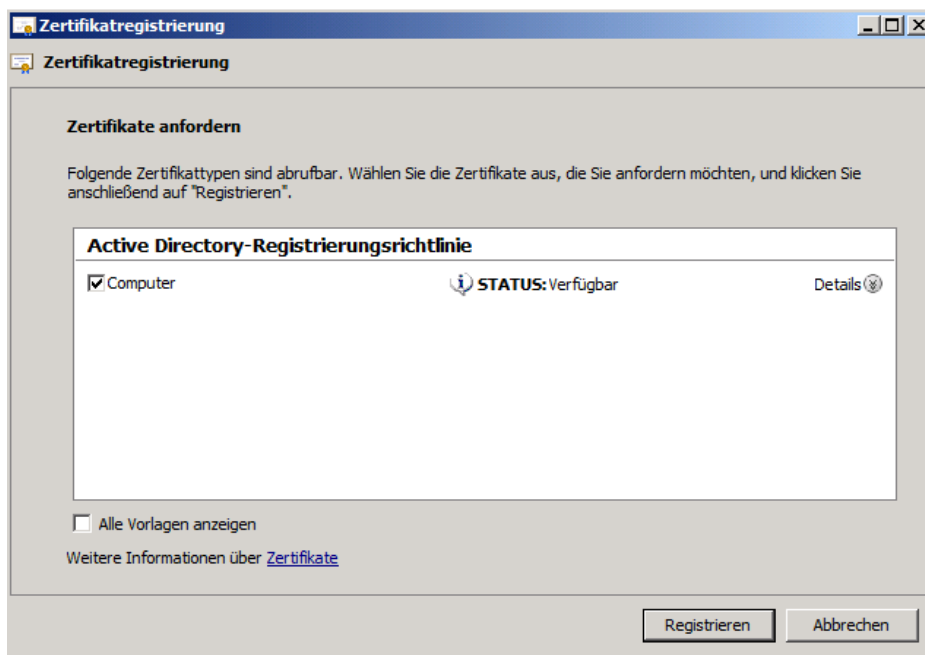 Zertifikatregistrierung
Zertifikatregistrierung
Zertifikate anfordern
Folgende Zertifikattypen sind abrufbar. Wählen Sie die Zertifikate aus, die Sie anfordern möchten, und klicken Sie
anschließend auf "Registrieren".
Active Directory-Registrierungsrichtlinie
Computer STATUS: Verfügbar Details
Alle Vorlagen anzeigen
Weitere Informationen über Zertifikate
Registrieren Abbrechen